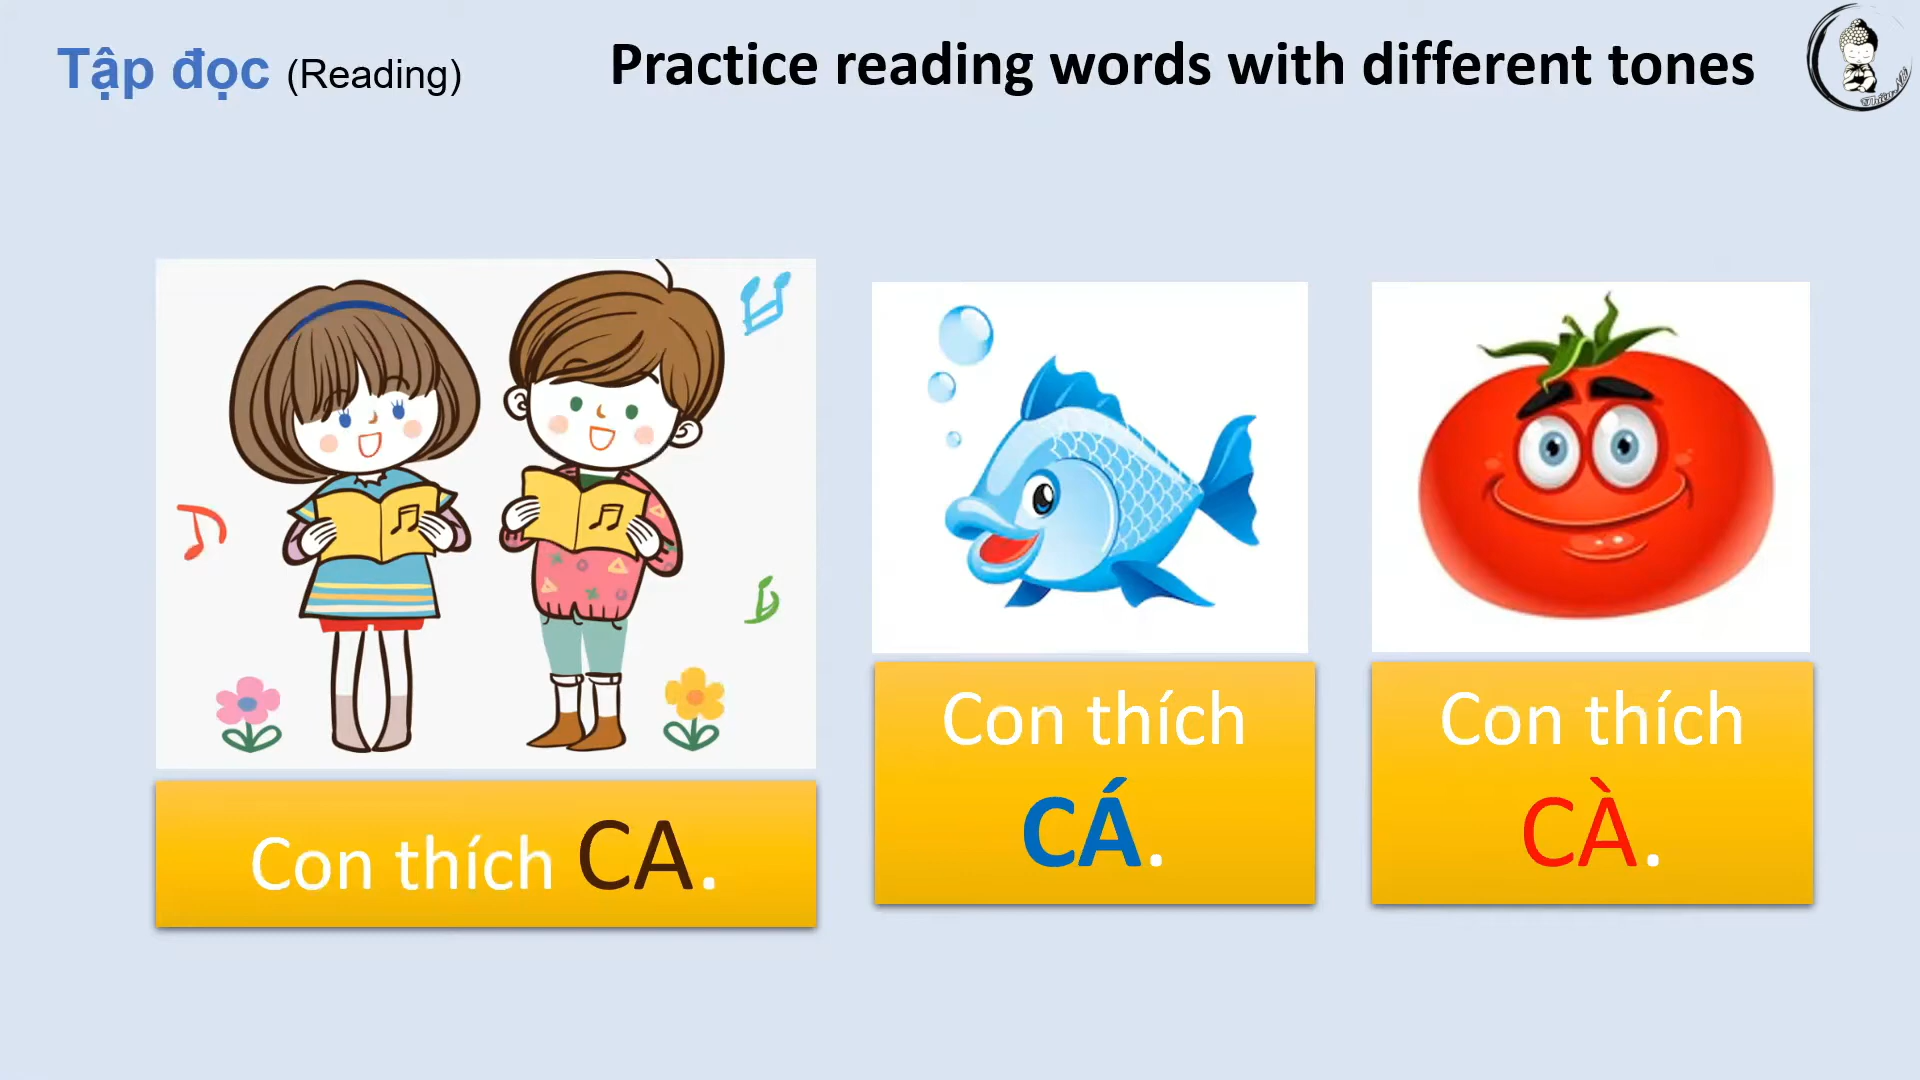 Tập đọc (Reading)
Practice reading words with different tones
Con thích CA.
Con thích
CÁ.
Con thích
CÀ.